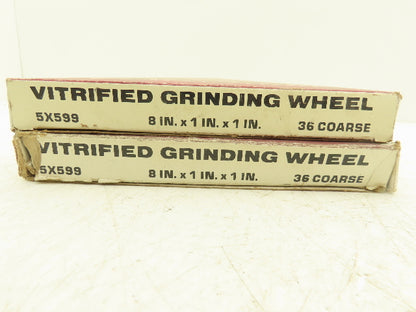 VITRIFIED GRINDING WHEEL
5X599 8 IN. x 1 IN. x 1 IN. 36 COARSE
VITRIFIED GRINDING WHEEL
5X599 8 IN. x 1 IN. x 1 IN. 36 COARSE